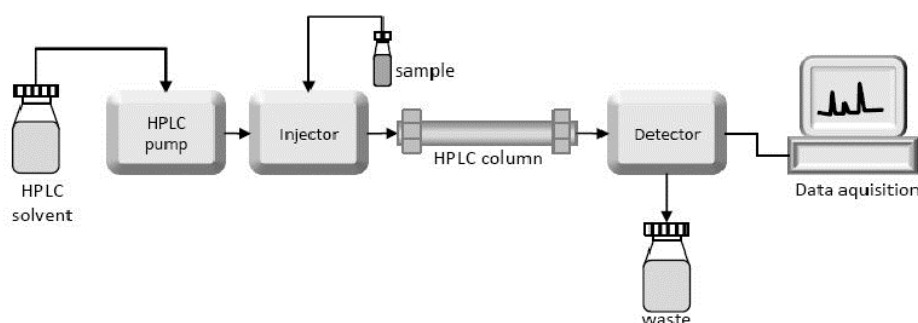 sample
HPLC
pump
Injector
Detector
HPLC column
HPLC
solvent
Data aquisition
waste